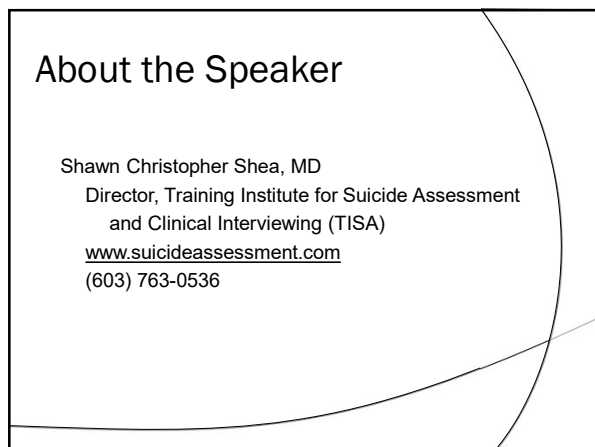 About the Speaker
Shawn Christopher Shea, MD
Director, Training Institute for Suicide Assessment
and Clinical Interviewing (TISA)
www.suicideassessment.com
(603) 763-0536